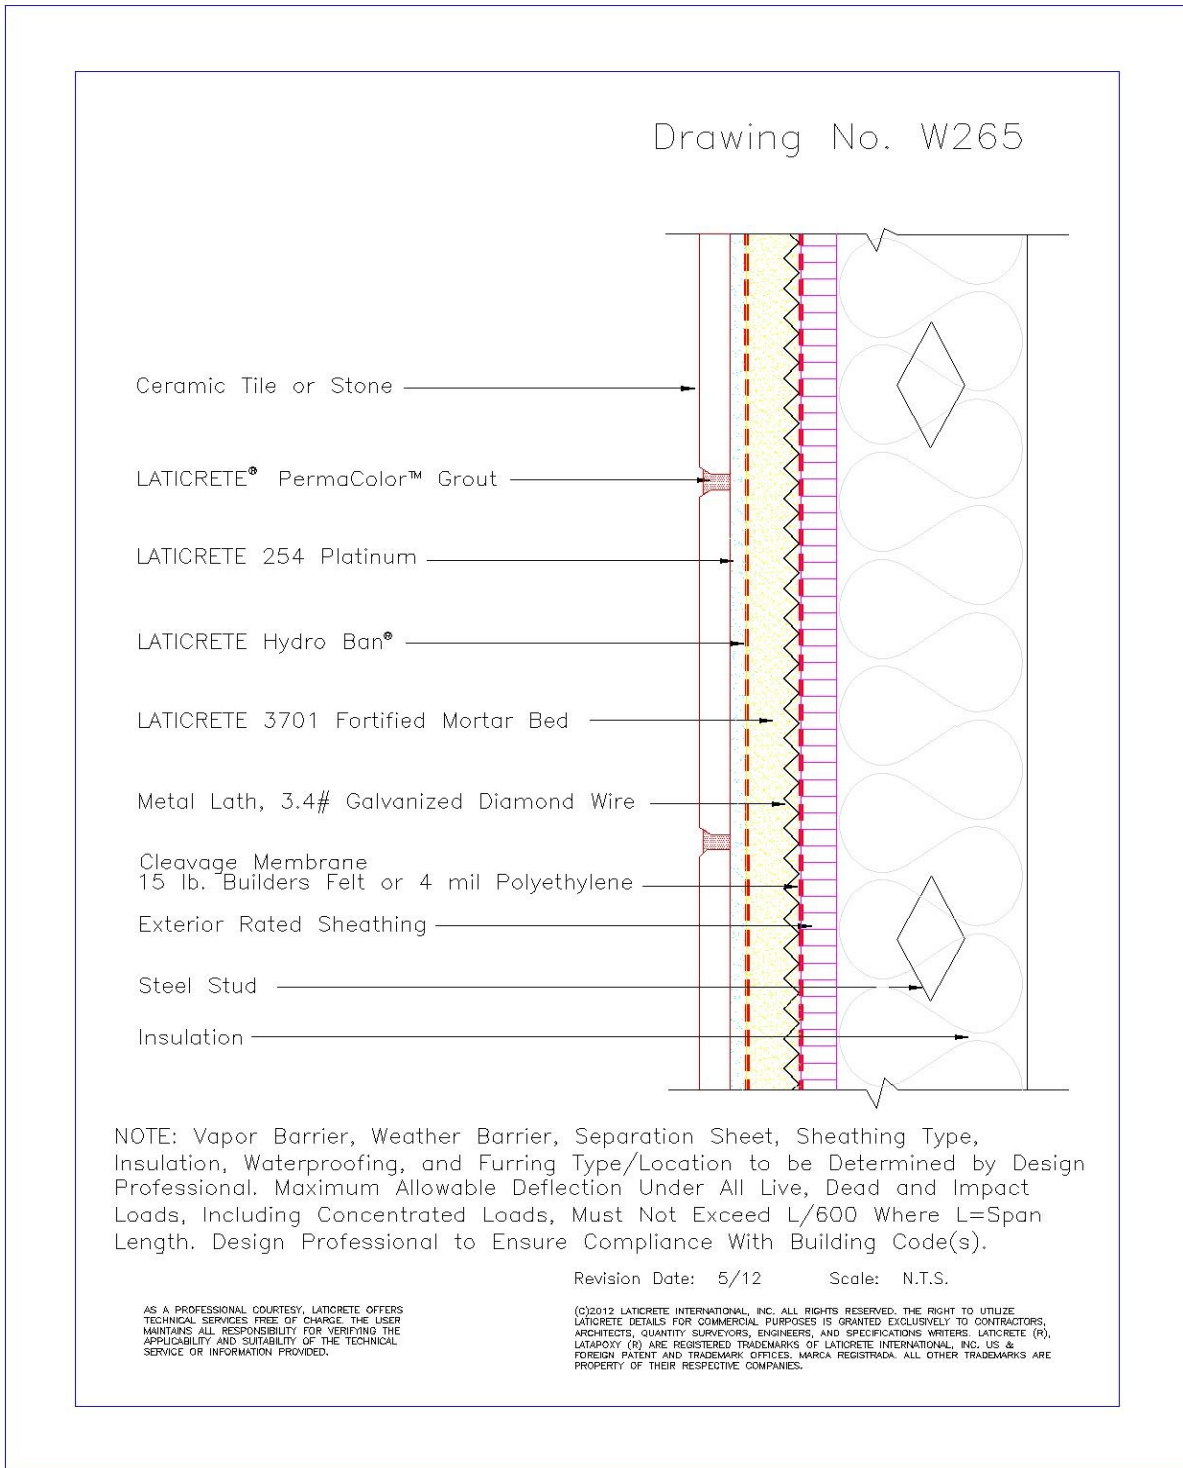 Drawing No. W265
Ceramic Tile or Stone
LATICRETE® PermaColor™ Grout
LATICRETE 254 Platinum
LATICRETE Hydro Ban®
LATICRETE 3701 Fortified Mortar Bed
Metal Lath, 3.4# Galvanized Diamond Wire
Cleavage Membrane
15 lb. Builders Felt or 4 mil Polyethylene
Exterior Rated Sheathing
Steel Stud
Insulation
NOTE: Vapor Barrier, Weather Barrier, Separation Sheet, Sheathing Type,
Insulation, Waterproofing, and Furring Type/Location to be Determined by Design
Professional. Maximum Allowable Deflection Under All Live, Dead and Impact
Loads, Including Concentrated Loads, Must Not Exceed L/600 Where L=Span
Length. Design Professional to Ensure Compliance With Building Code(s).
Revision Date: 5/12 Scale: N.T.S.
AS A PROFESSIONAL COURTESY, LATICRETE OFFERS
TECHNICAL SERVICES FREE OF CHARGE. THE USER
MAINTAINS ALL RESPONSIBILITY FOR VERIFYING THE
APPLICABILITY AND SUITABILITY OF THE TECHNICAL
SERVICE OR INFORMATION PROVIDED.
(C)2012 LATICRETE INTERNATIONAL, INC. ALL RIGHTS RESERVED. THE RIGHT TO UTILIZE
LATICRETE DETAILS FOR COMMERCIAL PURPOSES IS GRANTED EXCLUSIVELY TO CONTRACTORS,
ARCHITECTS, QUANTITY SURVEYORS, ENGINEERS, AND SPECIFICATIONS WRITERS. LATICRETE (R),
LATAPOXY (R) ARE REGISTERED TRADEMARKS OF LATICRETE INTERNATIONAL, INC. US &
FOREIGN PATENT AND TRADEMARK OFFICES. MARCA REGISTRADA. ALL OTHER TRADEMARKS ARE
PROPERTY OF THEIR RESPECTIVE COMPANIES.